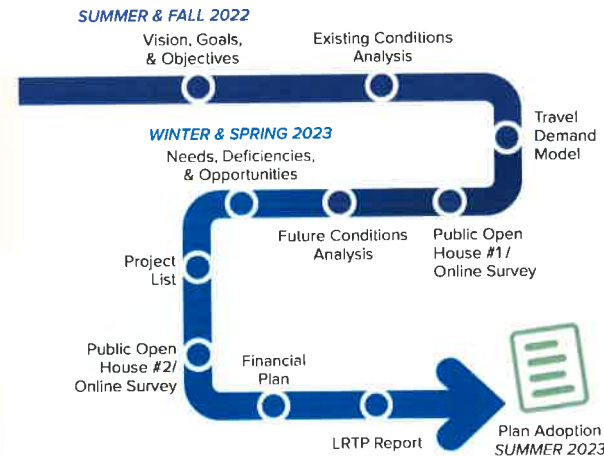 SUMMER & FALL 2022
Vision, Goals,
& Objectives
Existing Conditions
Analysis
Travel
Demand
Model
WINTER & SPRING 2023
Needs, Deficiencies,
& Opportunities
Future Conditions
Analysis
Public Open
House #1/
Online Survey
Project
List
Public Open
House #2/
Online Survey
Financial
Plan
LRTP Report
Plan Adoption
SUMMER 2023